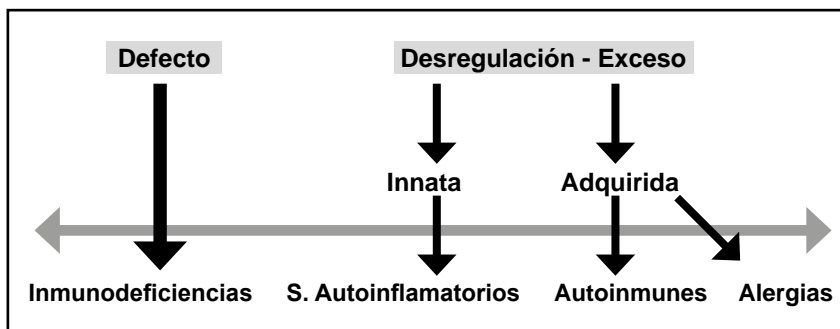 Defecto
Desregulación - Exceso
Innata
Adquirida
Inmunodeficiencias
S. Autoinflamatorios
Autoinmunes
Alergias